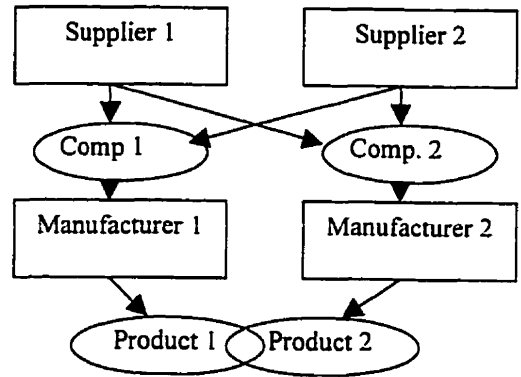 Supplier 1
Supplier 2
Comp 1
Comp. 2
Manufacturer 1
Manufacturer 2
Product 1
Product 2